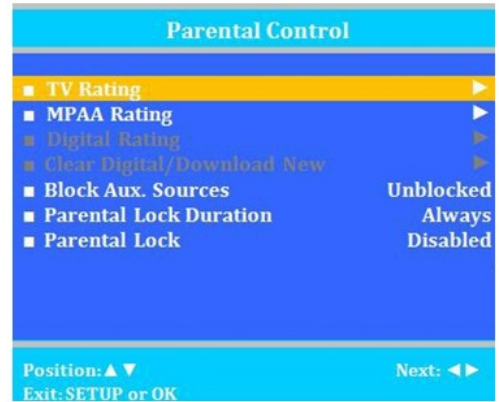 Parental Control
■ TV Rating ▶
■ MPAA Rating ▶
■ Digital Rating ▶
■ Clear Digital/Download New ▶
■ Block Aux. Sources Unblocked
■ Parental Lock Duration Always
■ Parental Lock Disabled
Position:▲ ▼ Next: ◀▶
Exit: SETUP or OK